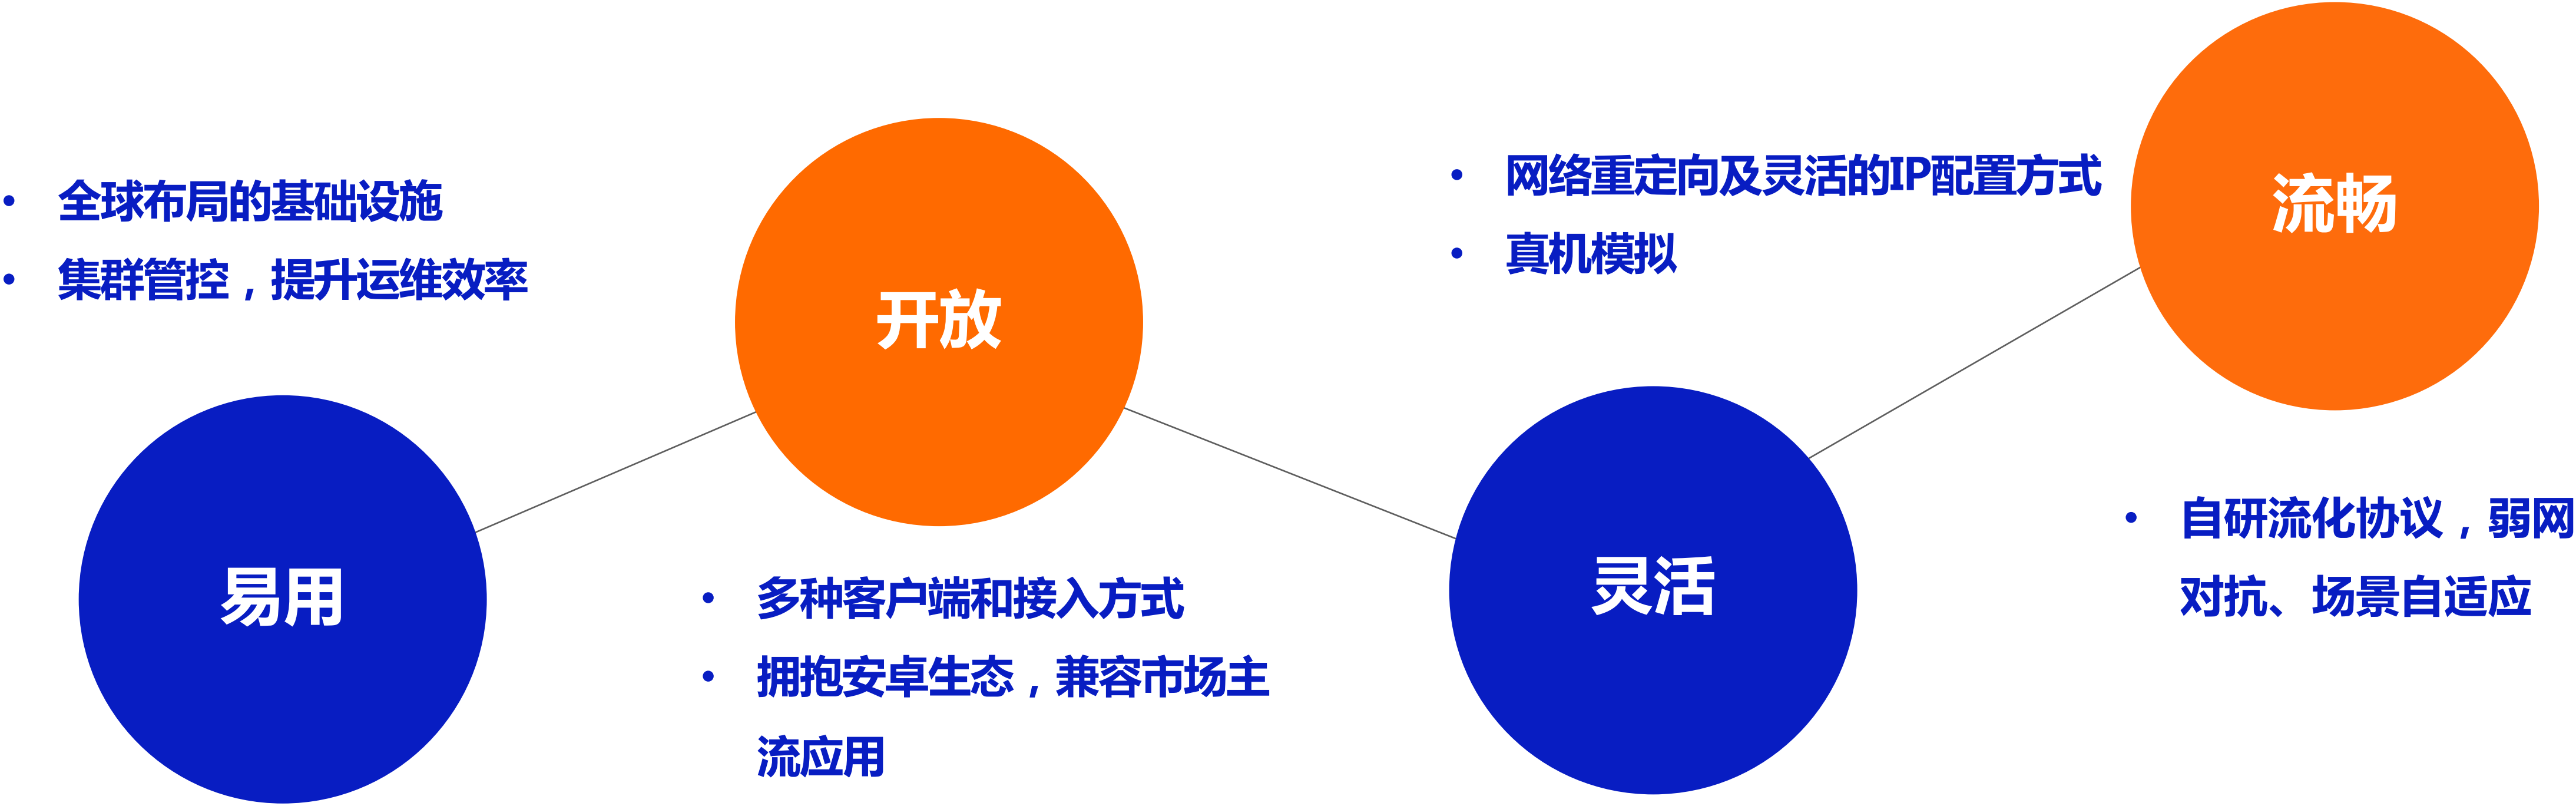 • 全球布局的基础设施
• 集群管控，提升运维效率
易用
开放
• 多种客户端和接入方式
• 拥抱安卓生态，兼容市场主
流应用
• 网络重定向及灵活的IP配置方式
• 真机模拟
灵活
流畅
• 自研流化协议，弱网
对抗、场景自适应